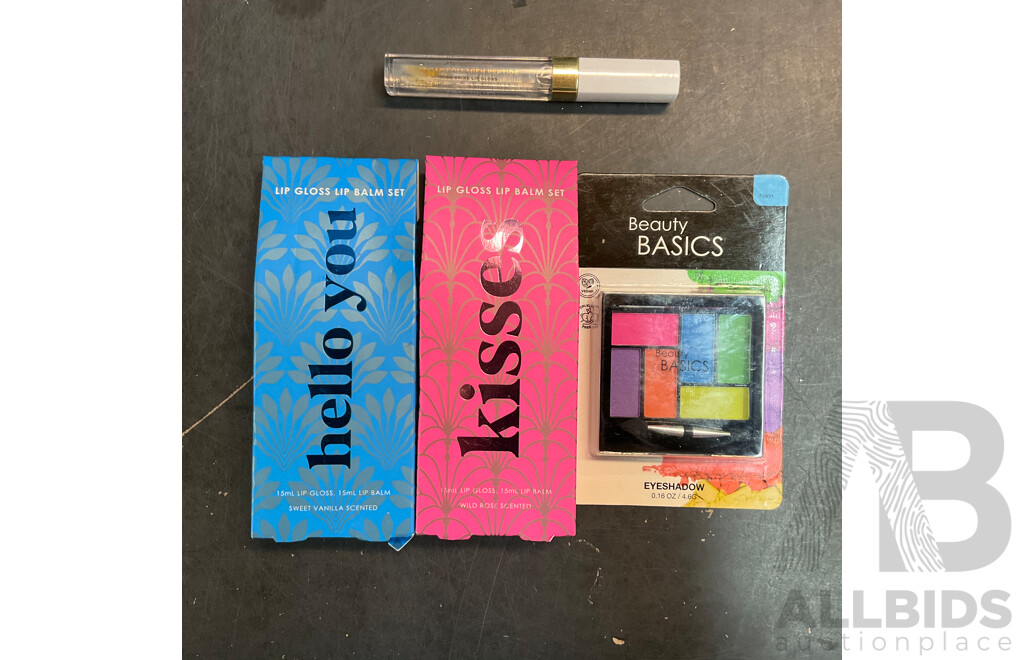 LIP GLOSS LIP BALM SET
hello you
15mL LIP GLOSS, 15mL LIP BALM
SWEET VANILLA SCENTED
LIP GLOSS LIP BALM SET
kisses
15mL LIP GLOSS, 15mL LIP BALM
WILD ROSE SCENTED
Beauty
BASICS
Beauty
BASICS
EYESHADOW
0.16 OZ / 4.6G
AB
ALLBIDS
auctionplace